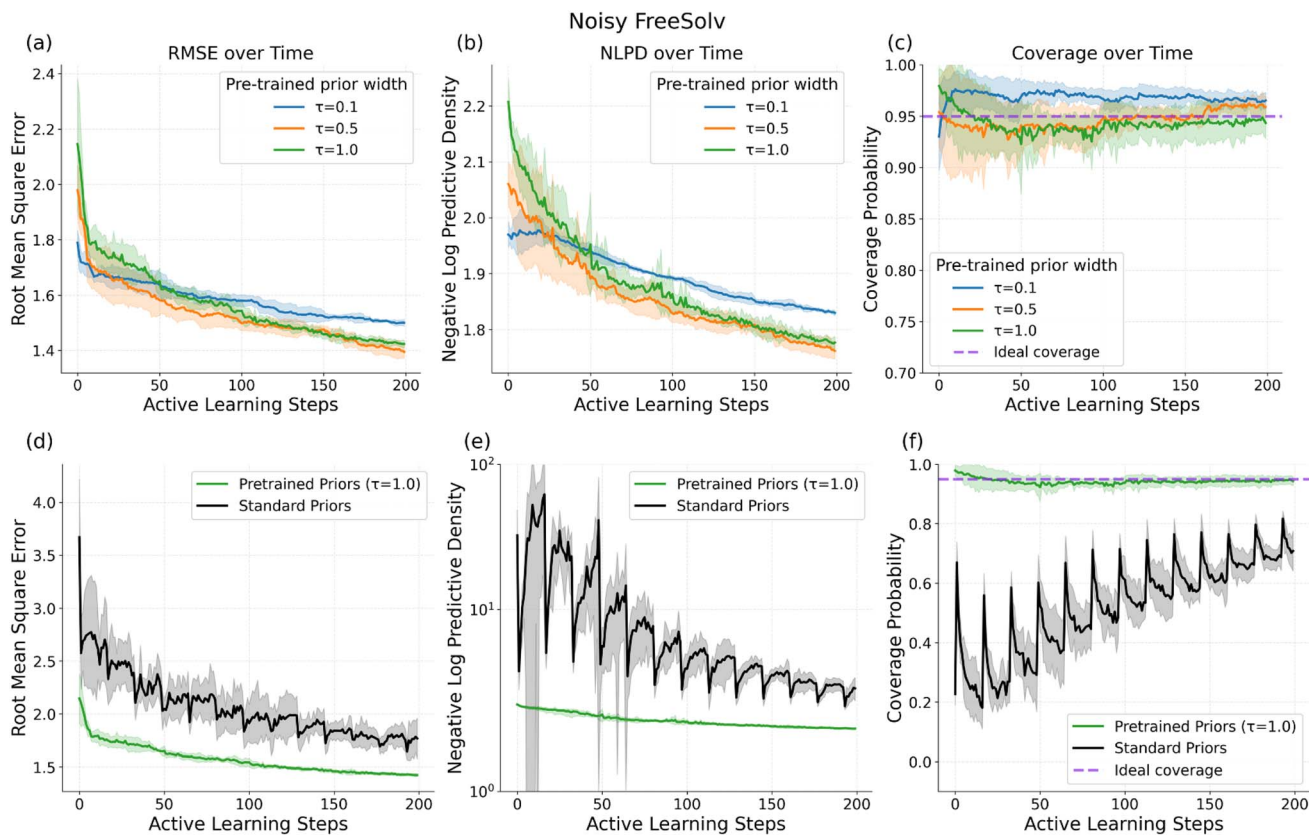 Noisy FreeSolv
(a)
RMSE over Time
Root Mean Square Error
2.4
2.2
2.0
1.8
1.6
1.4
Pre-trained prior width
τ=0.1
τ=0.5
τ=1.0
0 50 100 150 200
Active Learning Steps
(b)
NLPD over Time
Negative Log Predictive Density
2.2
2.1
2.0
1.9
1.8
Pre-trained prior width
τ=0.1
τ=0.5
τ=1.0
0 50 100 150 200
Active Learning Steps
(c)
Coverage over Time
Coverage Probability
1.00
0.95
0.90
0.85
0.80
0.75
0.70
Pre-trained prior width
τ=0.1
τ=0.5
τ=1.0
Ideal coverage
0 50 100 150 200
Active Learning Steps
(d)
Root Mean Square Error
4.0
3.5
3.0
2.5
2.0
1.5
Pretrained Priors (τ=1.0)
Standard Priors
0 50 100 150 200
Active Learning Steps
(e)
Negative Log Predictive Density
10²
10¹
10⁰
Pretrained Priors (τ=1.0)
Standard Priors
0 50 100 150 200
Active Learning Steps
(f)
Coverage Probability
1.0
0.8
0.6
0.4
0.2
0.0
Pretrained Priors (τ=1.0)
Standard Priors
Ideal coverage
0 50 100 150 200
Active Learning Steps